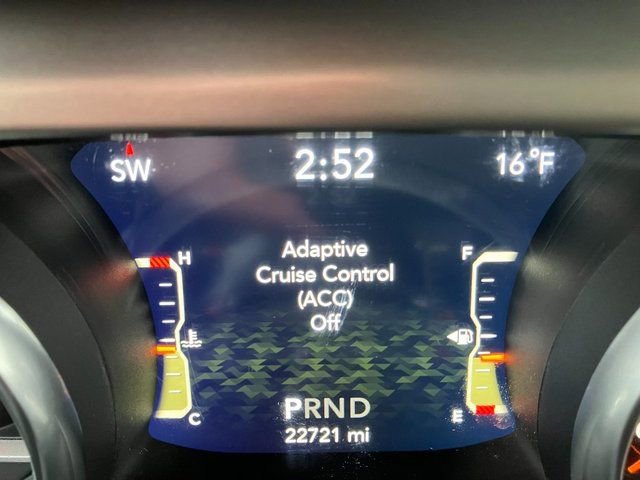 SW 2:52 16°F
H F
Adaptive
Cruise Control
(ACC)
Off
C E
PRND
22721 mi